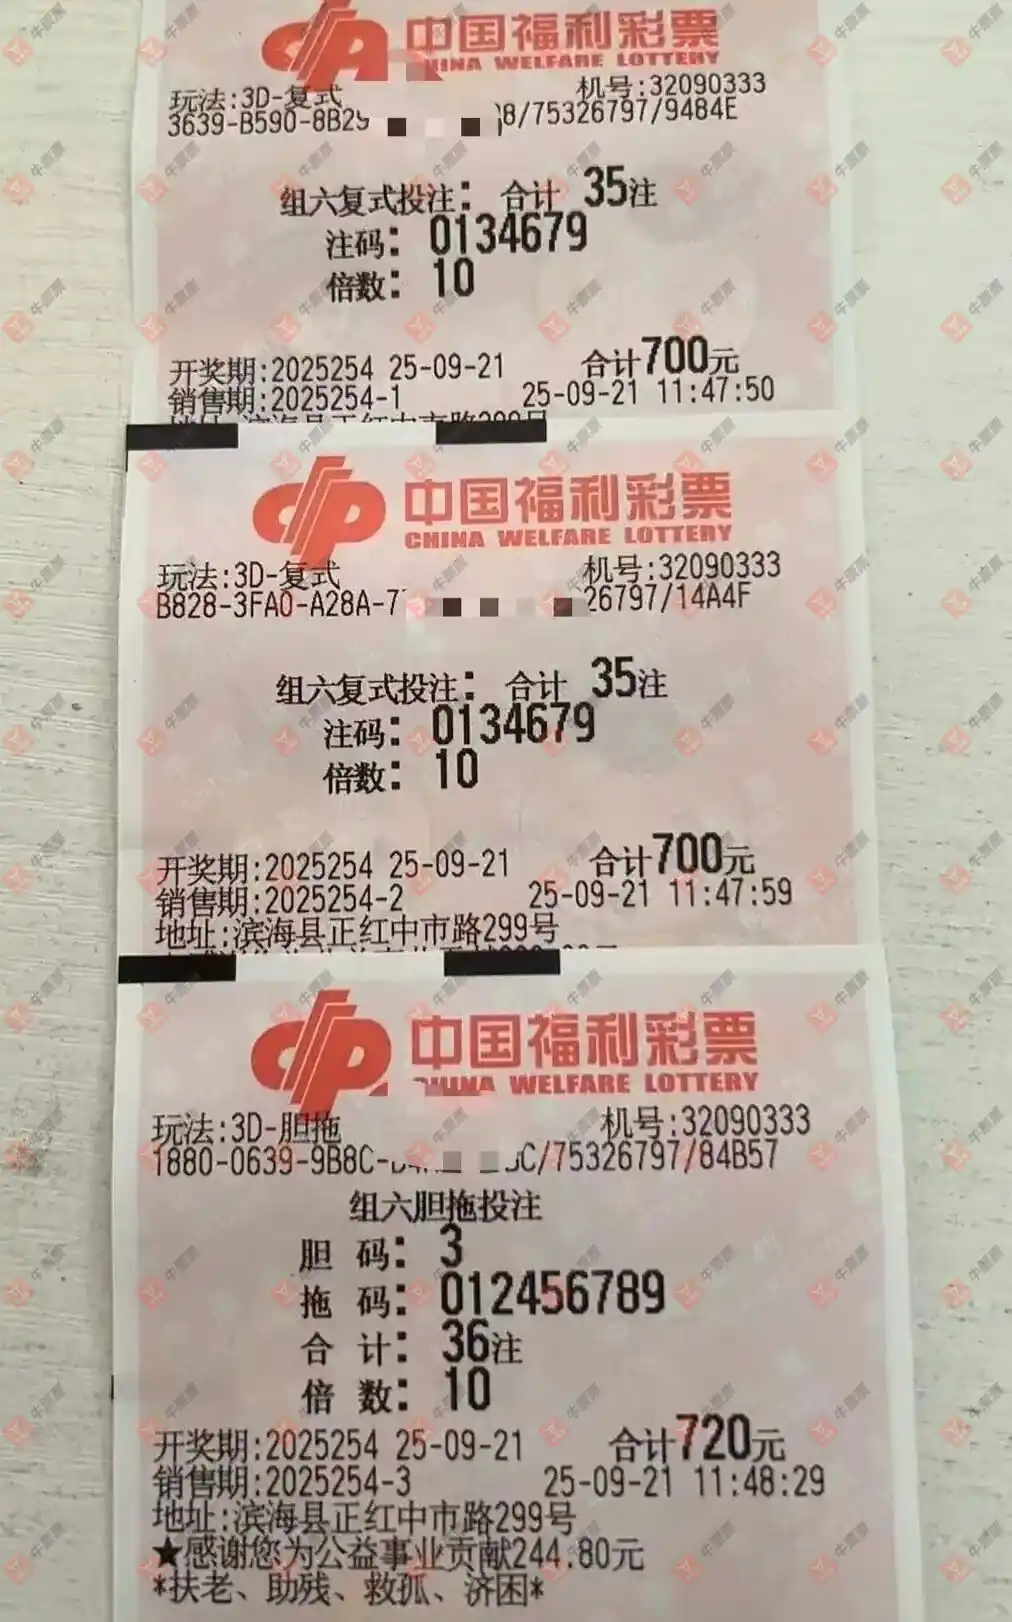 中国福利彩票
HINA WELFARE LOTTERY
玩法:3D-复式 机号:32090333
3639-B590-8B29 8/75326797/9484E
组六复式投注: 合计 35注
注码: 0134679
倍数: 10
开奖期:2025254 25-09-21 合计700元
销售期:2025254-1 25-09-21 11:47:50
中国福利彩票
CHINA WELFARE LOTTERY
玩法:3D-复式 机号:32090333
B828-3FA0-A28A-7 26797/14A4F
组六复式投注: 合计 35注
注码: 0134679
倍数: 10
开奖期:2025254 25-09-21 合计700元
销售期:2025254-2 25-09-21 11:47:59
地址:滨海县正红中市路299号
中国福利彩票
CHINA WELFARE LOTTERY
玩法:3D-胆拖 机号:32090333
1880-0639-9B8C- C/75326797/84B57
组六胆拖投注
胆 码: 3
拖 码: 012456789
合 计: 36注
倍 数: 10
开奖期:2025254 25-09-21 合计720元
销售期:2025254-3 25-09-21 11:48:29
地址:滨海县正红中市路299号
★感谢您为公益事业贡献244.80元
*扶老、助残、救孤、济困*